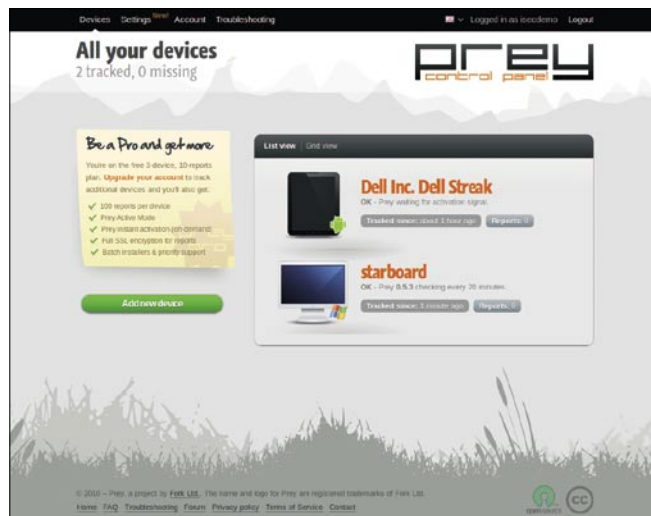 Devices Settings New! Account Troubleshooting
Logged in as isecdemo Logout
All your devices
2 tracked, 0 missing
prey
control panel
Be a Pro and get more
You're on the free 3-device, 10-reports
plan. Upgrade your account to track
additional devices and you'll also get:
100 reports per device
Prey Active Mode
Prey instant activation (on-demand)
Full SSL encryption for reports
Batch installers & priority support
Add new device
List view Grid view
Dell Inc. Dell Streak
OK - Prey waiting for activation signal.
Tracked since: about 1 hour ago Reports: 0
starboard
OK - Prey 0.5.3 checking every 20 minutes.
Tracked since: 1 minute ago Reports: 0
© 2010 – Prey, a project by Fork Ltd. The name and logo for Prey are registered trademarks of Fork Ltd.
Home FAQ Troubleshooting Forum Privacy policy Terms of Service Contact
open source
cc